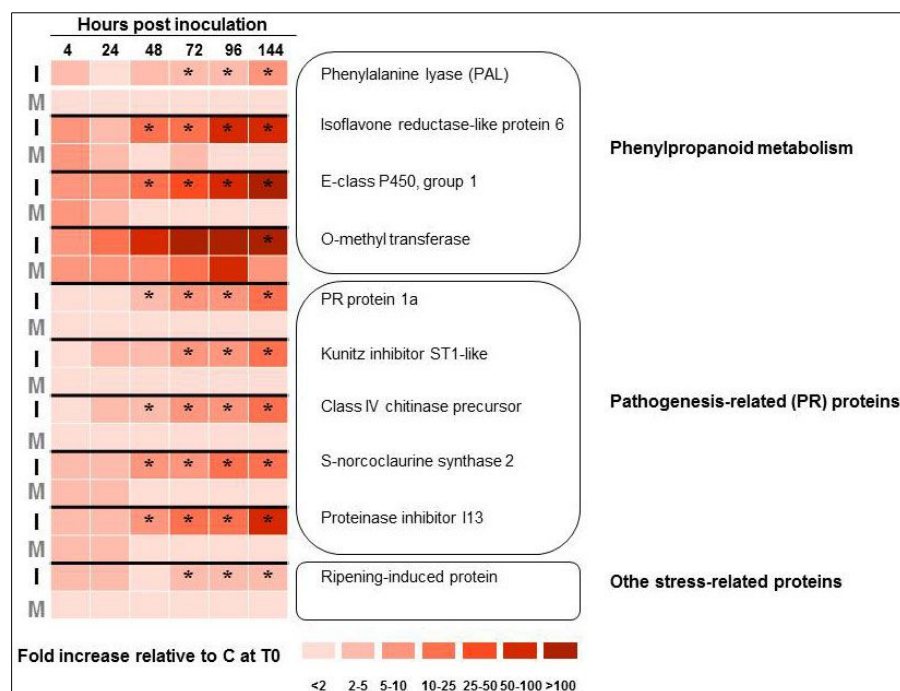 Hours post inoculation
4 24 48 72 96 144
I * * * Phenylalanine lyase (PAL)
M
I * * * * Isoflavone reductase-like protein 6
M
Phenylpropanoid metabolism
I * * * * E-class P450, group 1
M
I * O-methyl transferase
M
I * * * * PR protein 1a
M
I * * * Kunitz inhibitor ST1-like
M
I * * * * Class IV chitinase precursor
Pathogenesis-related (PR) proteins
M
I * * * * S-norcoclaurine synthase 2
M
I * * * * Proteinase inhibitor I13
M
I * * * Ripening-induced protein
Othe stress-related proteins
M
Fold increase relative to C at T0
<2 2-5 5-10 10-25 25-50 50-100 >100